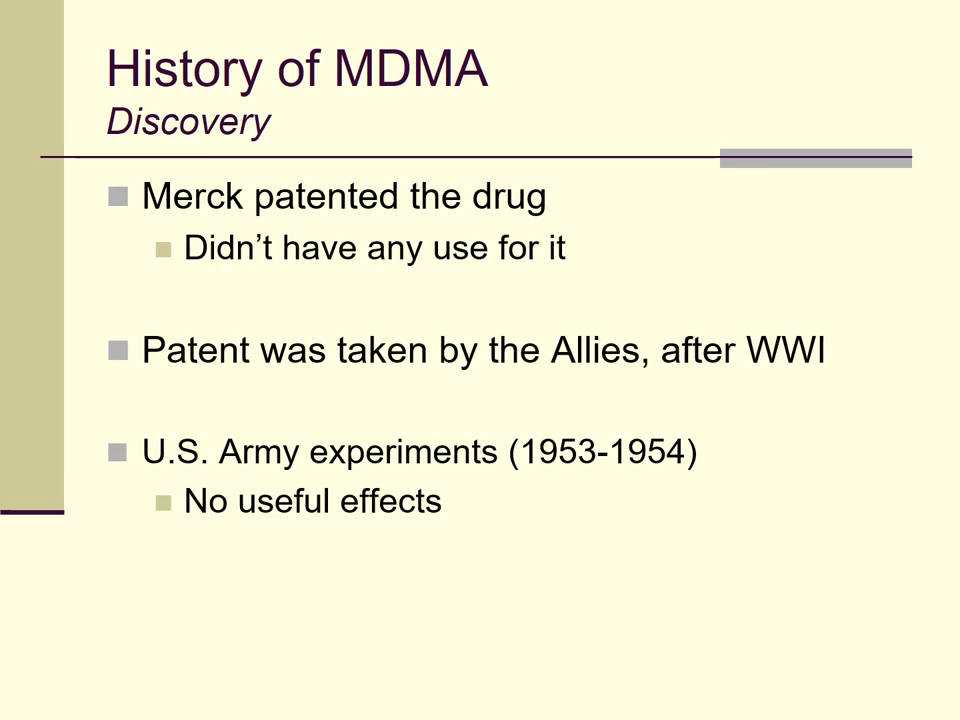 History of MDMA
Discovery
Merck patented the drug
Didn’t have any use for it
Patent was taken by the Allies, after WWI
U.S. Army experiments (1953-1954)
No useful effects